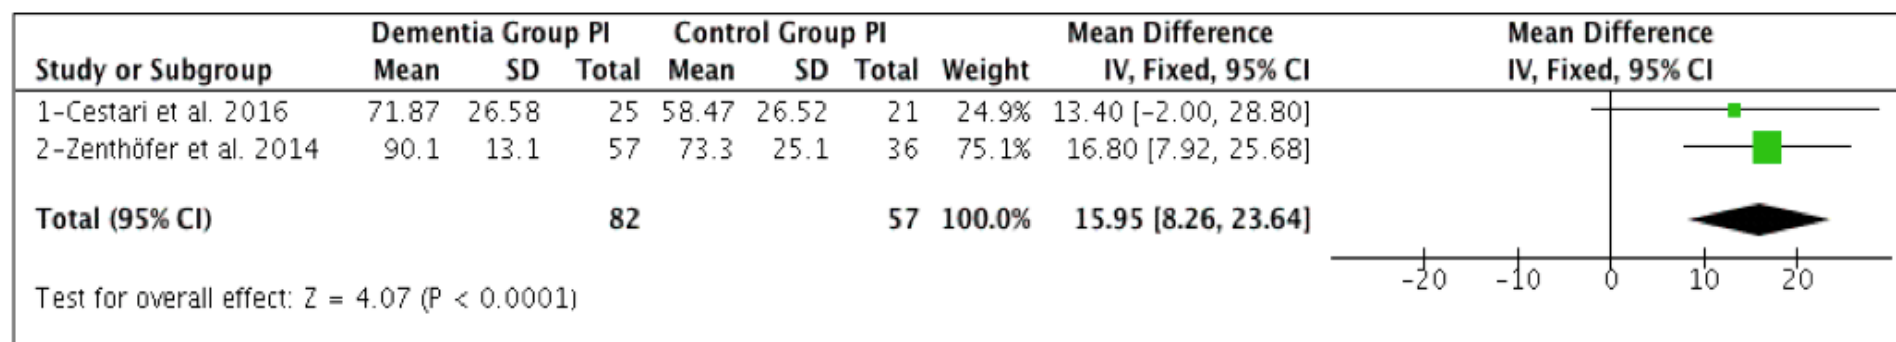 Dementia Group PI Control Group PI Mean Difference Mean Difference
Study or Subgroup Mean SD Total Mean SD Total Weight IV, Fixed, 95% CI IV, Fixed, 95% CI
1-Cestari et al. 2016 71.87 26.58 25 58.47 26.52 21 24.9% 13.40 [-2.00, 28.80]
2-Zenthöfer et al. 2014 90.1 13.1 57 73.3 25.1 36 75.1% 16.80 [7.92, 25.68]
Total (95% CI) 82 57 100.0% 15.95 [8.26, 23.64]
-20 -10 0 10 20
Test for overall effect: Z = 4.07 (P < 0.0001)